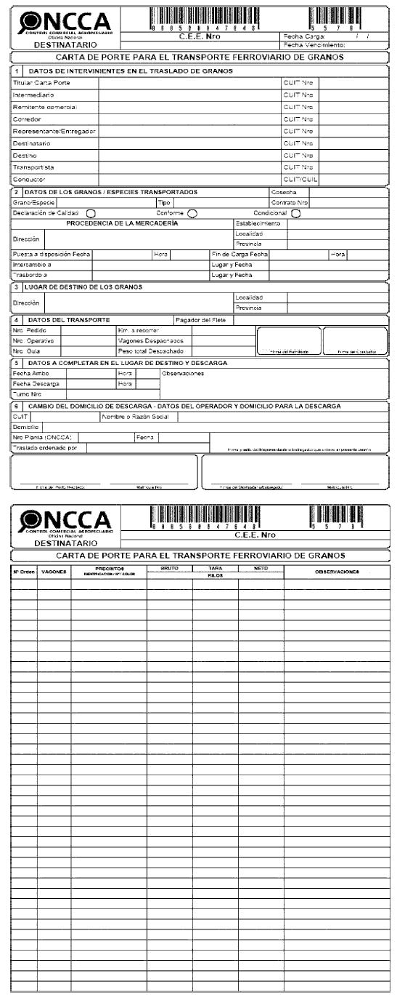 ONCCA
CONTROL COMERCIAL AGROPECUARIO
Oficina Nacional
DESTINATARIO
C.E.E. Nro
Fecha Carga: / /
Fecha Vencimiento:
CARTA DE PORTE PARA EL TRANSPORTE FERROVIARIO DE GRANOS
1 DATOS DE INTERVINIENTES EN EL TRASLADO DE GRANOS
Titular Carta Porte CUIT Nro
Intermediario CUIT Nro
Remitente comercial CUIT Nro
Corredor CUIT Nro
Representante/Entregador CUIT Nro
Destinatario CUIT Nro
Destino CUIT Nro
Transportista CUIT Nro
Conductor CUIT/CUIL
2 DATOS DE LOS GRANOS / ESPECIES TRANSPORTADOS Cosecha
Grano/Especie Tipo Contrato Nro
Declaración de Calidad Conforme Condicional
PROCEDENCIA DE LA MERCADERÍA Establecimiento
Dirección Localidad
Provincia
Puesta a disposición Fecha Hora Fin de Carga Fecha Hora
Intercambio a Lugar y Fecha
Trasbordo a Lugar y Fecha
3 LUGAR DE DESTINO DE LOS GRANOS
Dirección Localidad
Provincia
4 DATOS DEL TRANSPORTE Pagador del Flete
Nro. Pedido Km. a recorrer
Nro. Operativo Vagones Despachados
Nro. Guía Peso total Despachado
Firma del Remitente Firma del Conductor
5 DATOS A COMPLETAR EN EL LUGAR DE DESTINO Y DESCARGA
Fecha Arribo Hora Observaciones
Fecha Descarga Hora
Turno Nro
6 CAMBIO DEL DOMICILIO DE DESCARGA - DATOS DEL OPERADOR Y DOMICILIO PARA LA DESCARGA
CUIT Nombre o Razón Social
Domicilio
Nro Planta (ONCCA) Fecha
Traslado ordenado por
Firma del Perito Recibidor Matrícula Nro. Matrícula Nro.
ONCCA
CONTROL COMERCIAL AGROPECUARIO
Oficina Nacional
DESTINATARIO
C.E.E. Nro
CARTA DE PORTE PARA EL TRANSPORTE FERROVIARIO DE GRANOS
Nº Orden VAGONES PRECINTOS BRUTO TARA NETO OBSERVACIONES
IDENTIFICACION / Nº / COLOR KILOS